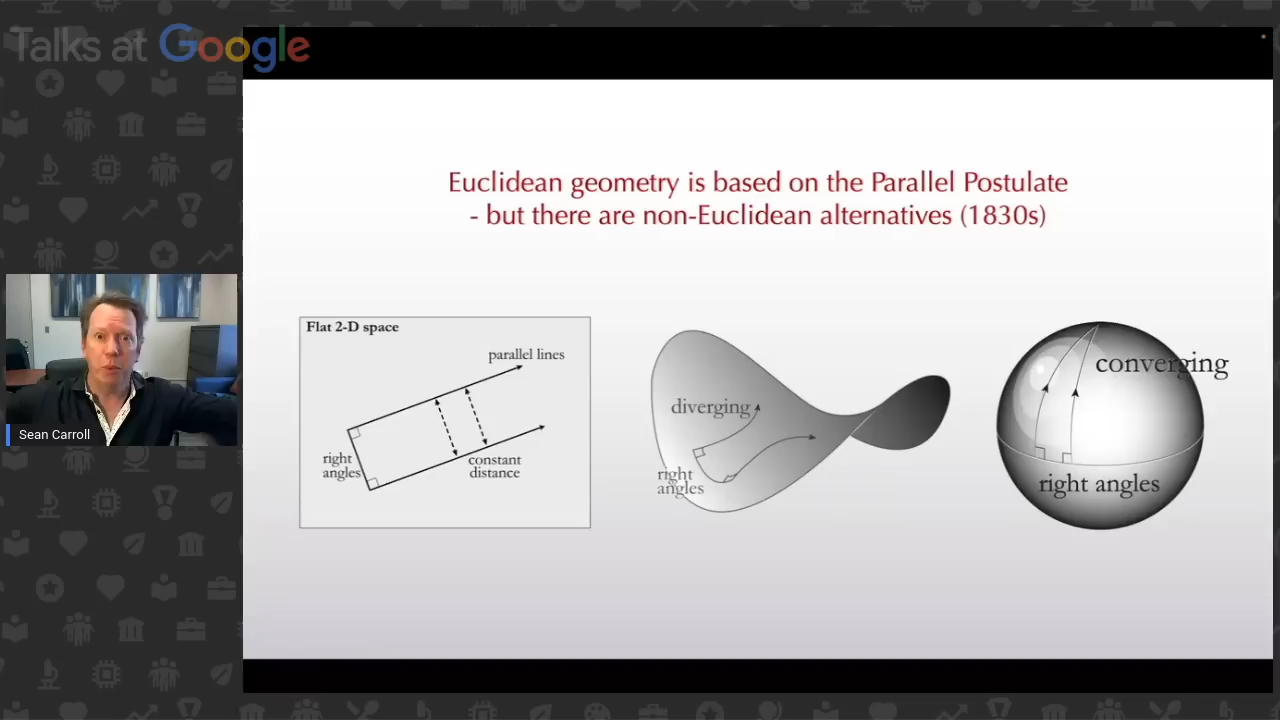 Talks at Google
Euclidean geometry is based on the Parallel Postulate
- but there are non-Euclidean alternatives (1830s)
Flat 2-D space
parallel lines
right
angles
constant
distance
diverging
right
angles
converging
right angles
Sean Carroll